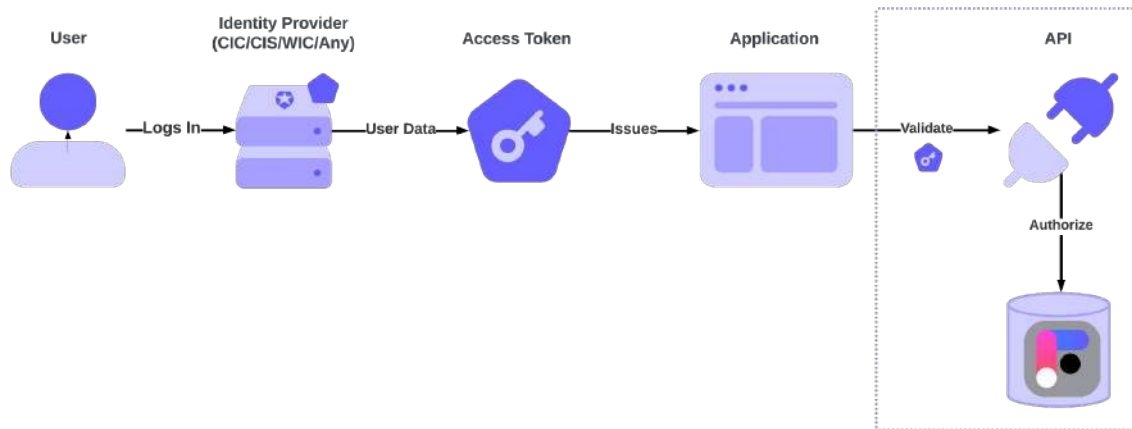 User
Identity Provider
(CIC/CIS/WIC/Any)
Access Token
Application
API
Logs In
User Data
Issues
Validate
Authorize